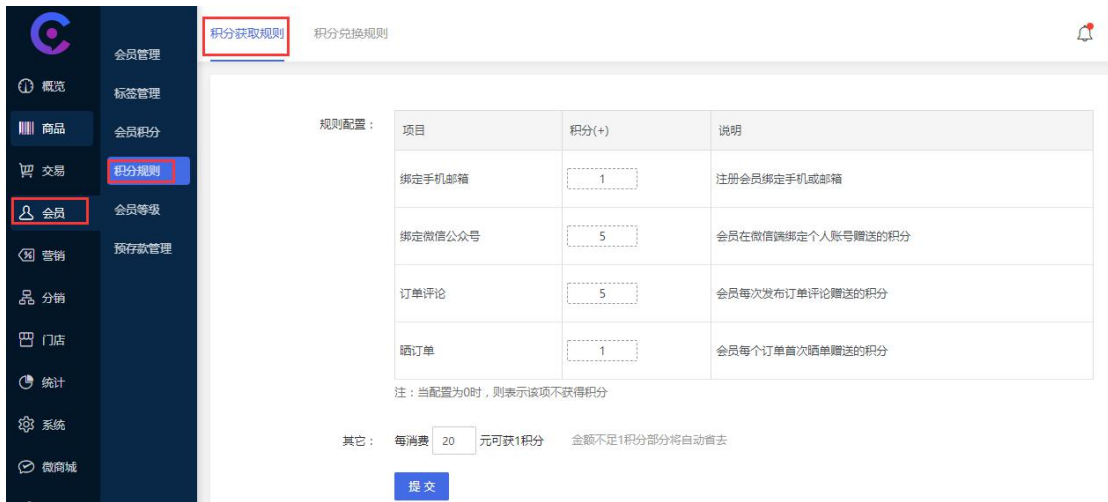 积分获取规则 积分兑换规则
概览
商品
交易
会员
营销
分销
门店
统计
系统
微商城
会员管理
标签管理
会员积分
积分规则
会员等级
预存款管理
规则配置：
项目 积分(+) 说明
绑定手机邮箱 1 注册会员绑定手机或邮箱
绑定微信公众号 5 会员在微信端绑定个人账号赠送的积分
订单评论 5 会员每次发布订单评论赠送的积分
晒订单 1 会员每个订单首次晒单赠送的积分
注：当配置为0时，则表示该项不获得积分
其它： 每消费 20 元可获1积分 金额不足1积分部分将自动省去
提交